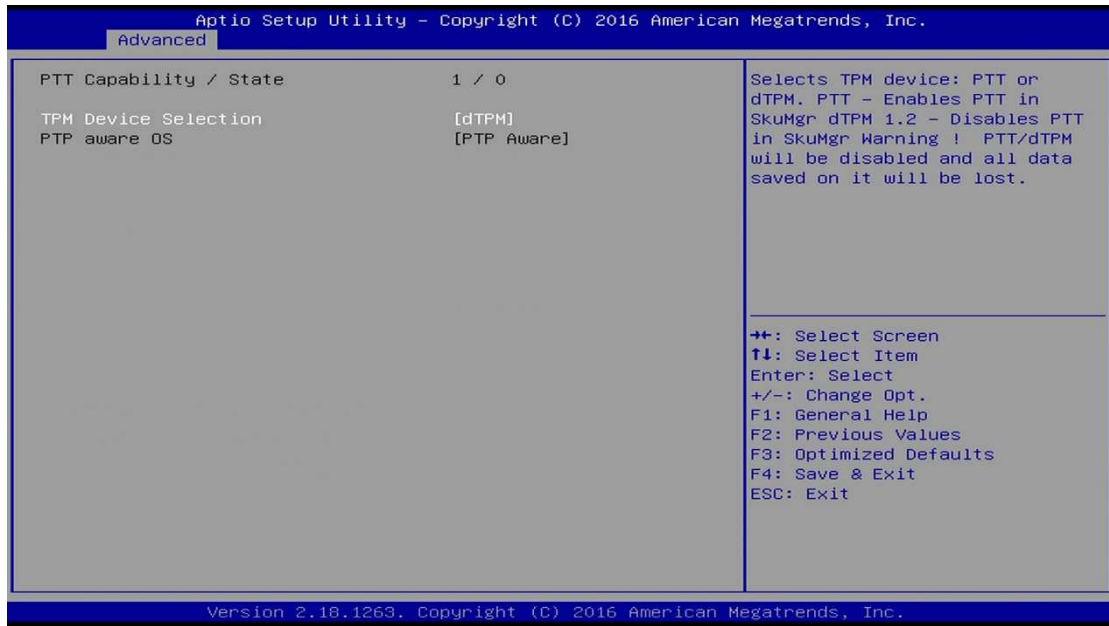 Aptio Setup Utility – Copyright (C) 2016 American Megatrends, Inc.
Advanced
PTT Capability / State 1 / 0
TPM Device Selection [dTPM]
PTP aware OS [PTP Aware]
Selects TPM device: PTT or
dTPM. PTT – Enables PTT in
SkuMgr dTPM 1.2 – Disables PTT
in SkuMgr Warning ! PTT/dTPM
will be disabled and all data
saved on it will be lost.
→←: Select Screen
↑↓: Select Item
Enter: Select
+/-: Change Opt.
F1: General Help
F2: Previous Values
F3: Optimized Defaults
F4: Save & Exit
ESC: Exit
Version 2.18.1263. Copyright (C) 2016 American Megatrends, Inc.